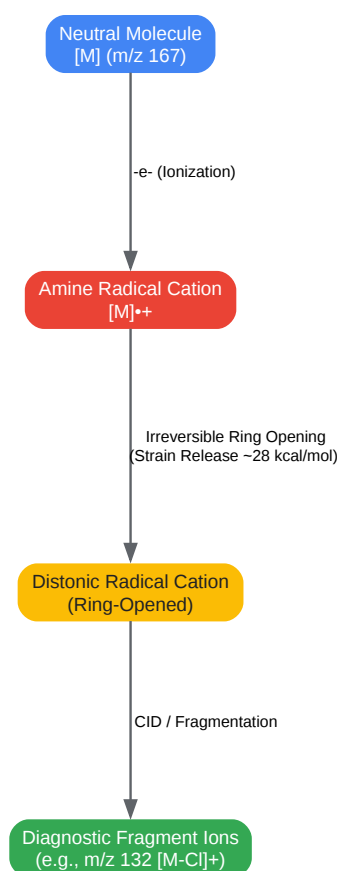 Neutral Molecule
[M] (m/z 167)
-e- (Ionization)
Amine Radical Cation
[M]•+
Irreversible Ring Opening
(Strain Release ~28 kcal/mol)
Distonic Radical Cation
(Ring-Opened)
CID / Fragmentation
Diagnostic Fragment Ions
(e.g., m/z 132 [M-Cl]+)